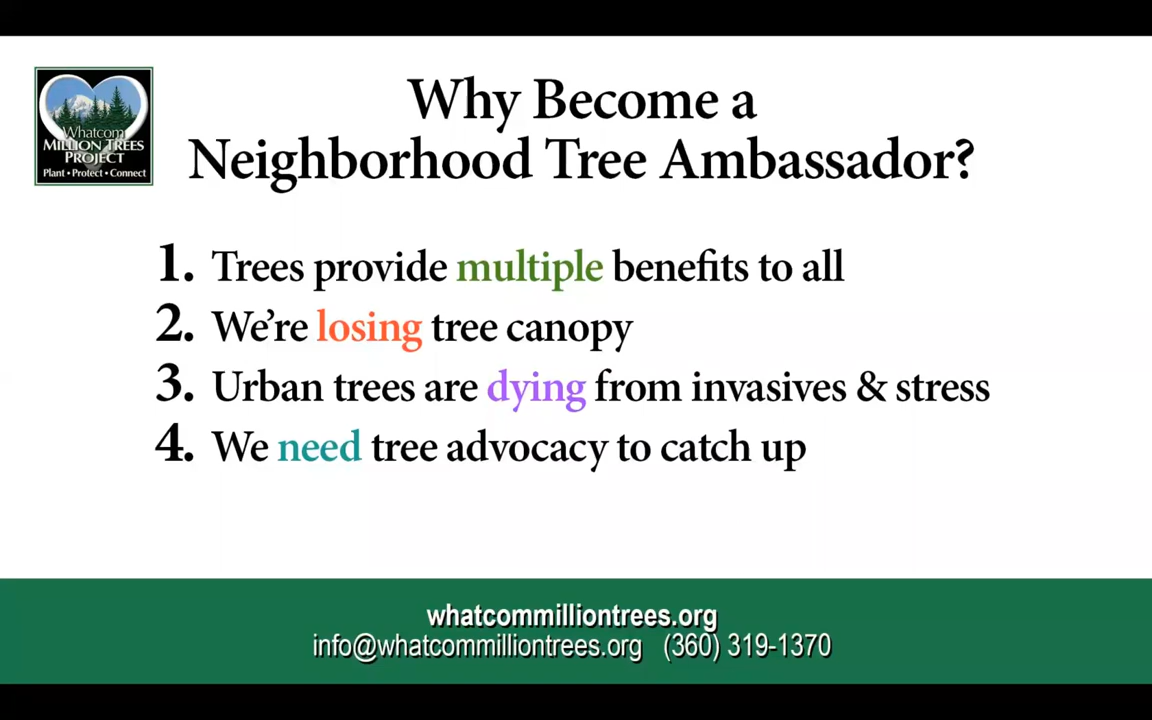 Whatcom
MILLION TREES
PROJECT
Plant • Protect • Connect
Why Become a
Neighborhood Tree Ambassador?
1. Trees provide multiple benefits to all
2. We’re losing tree canopy
3. Urban trees are dying from invasives & stress
4. We need tree advocacy to catch up
whatcommilliontrees.org
info@whatcommilliontrees.org (360) 319-1370